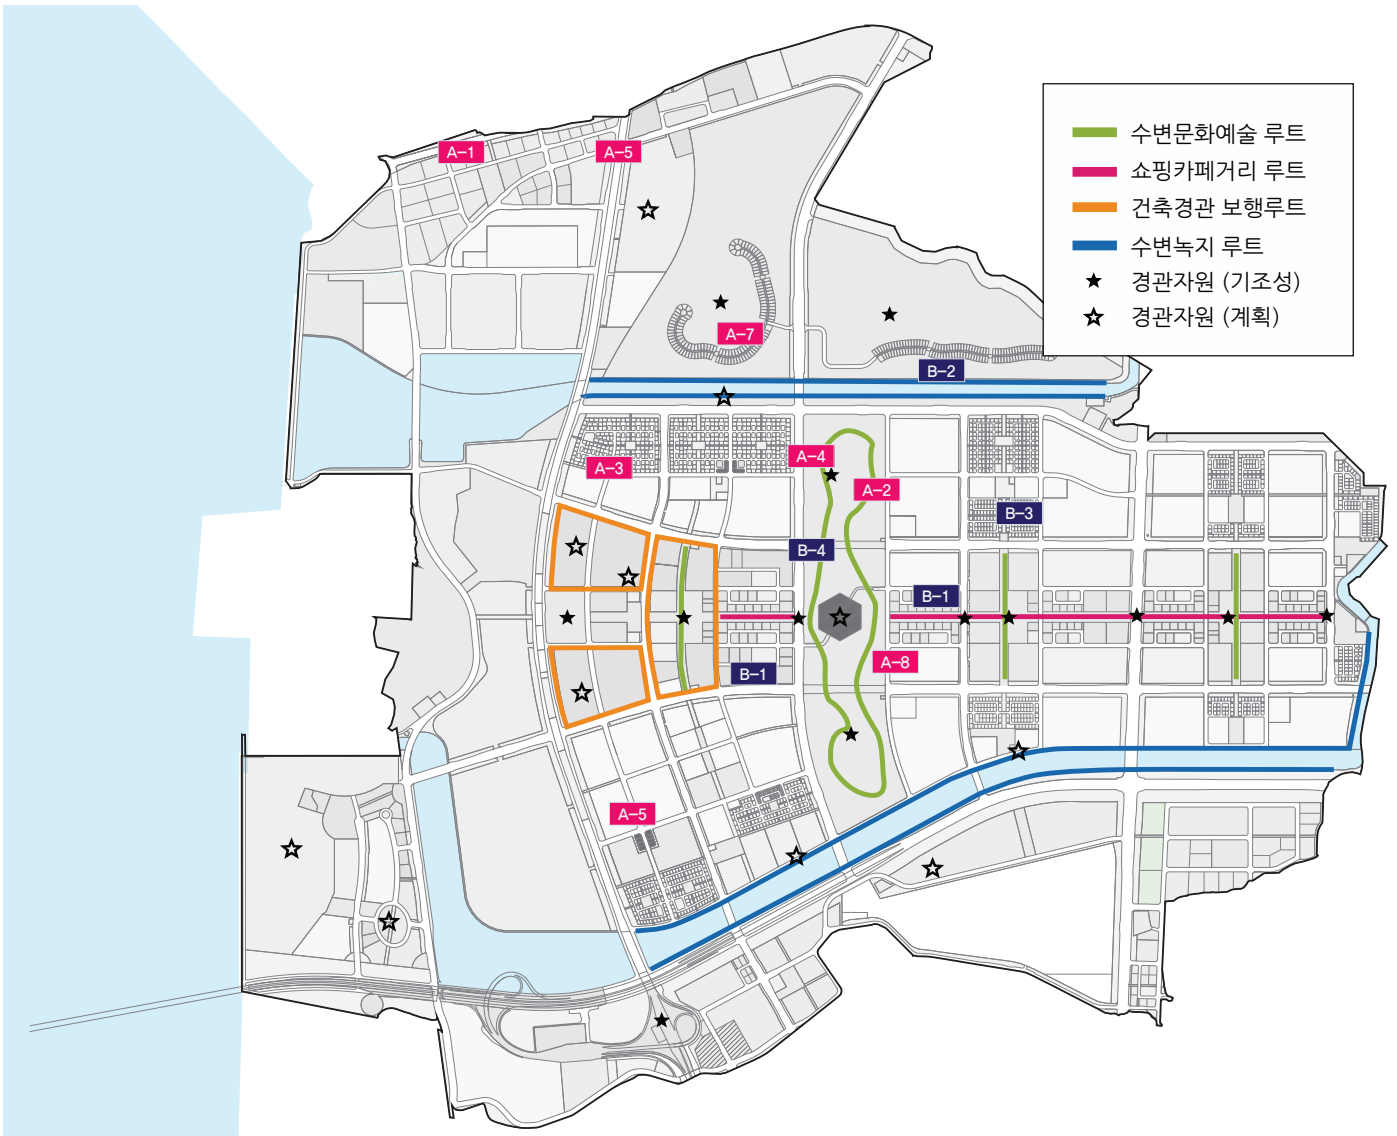 수변문화예술 루트
쇼핑카페거리 루트
건축경관 보행루트
수변녹지 루트
경관자원 (기조성)
경관자원 (계획)
A-1
A-5
A-7
B-2
A-4
A-3
A-2
B-3
B-4
B-1
A-8
B-1
A-5